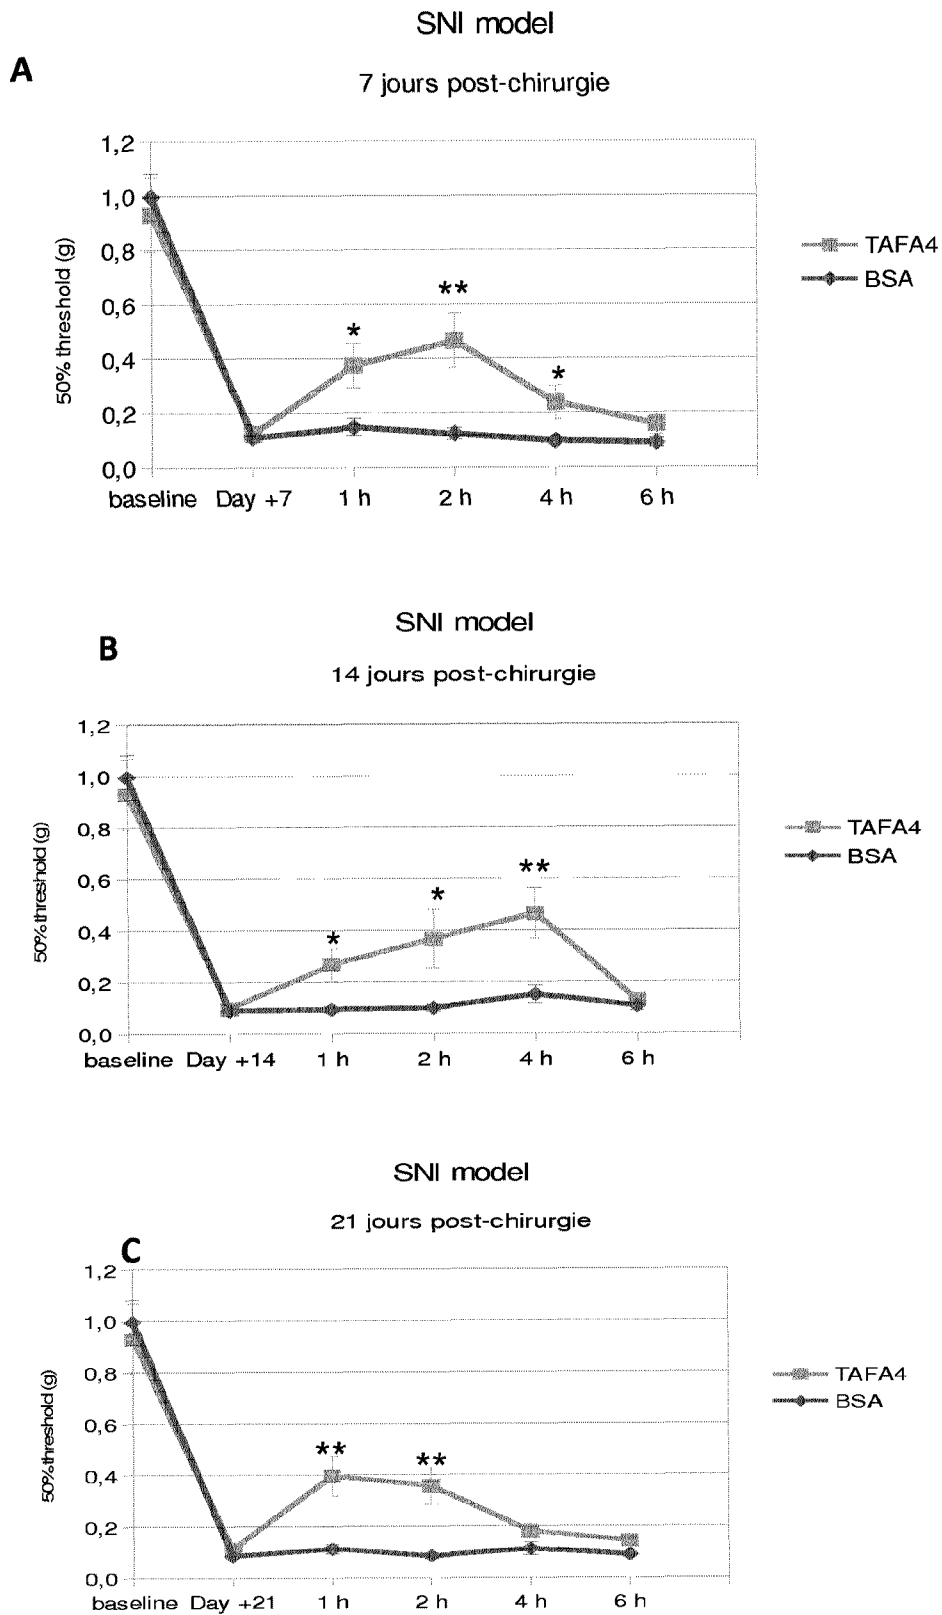 SNI model
A
7 jours post-chirurgie
1,2
1,0
0,8
0,6
0,4
0,2
0,0
50% threshold (g)
*
**
*
TAFA4
BSA
baseline Day +7 1 h 2 h 4 h 6 h
SNI model
B
14 jours post-chirurgie
1,2
1,0
0,8
0,6
0,4
0,2
0,0
50% threshold (g)
*
*
**
TAFA4
BSA
baseline Day +14 1 h 2 h 4 h 6 h
SNI model
21 jours post-chirurgie
C
1,2
1,0
0,8
0,6
0,4
0,2
0,0
50% threshold (g)
**
**
TAFA4
BSA
baseline Day +21 1 h 2 h 4 h 6 h